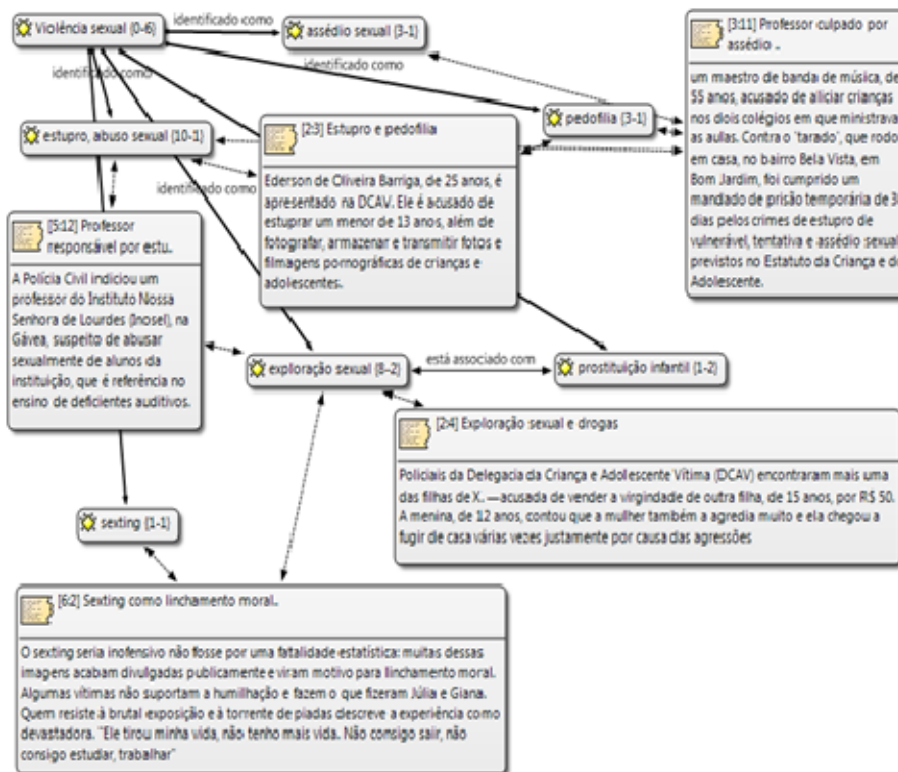 Violência sexual {0-6}
identificado como
assédio sexual {3-1}
identificado como
identificado como
pedofilia {3-1}
estupro, abuso sexual {10-1}
identificado como
[3:11] Professor culpado por
assédio ..
um maestro de banda de música, de
55 anos, acusado de aliciar crianças
nos dois colégios em que ministrava
as aulas. Contra o "tarado", que rodo
em casa, no bairro Bela Vista, em
Bom Jardim, foi cumprido um
mandado de prisão temporária de 3
dias pelos crimes de estupro de
vulnerável, tentativa e assédio sexual
previstos no Estatuto da Criança e d
Adolescente.
[2:3] Estupro e pedofilia
Ederson de Oliveira Barriga, de 25 anos, é
apresentado na DCAV. Ele é acusado de
estuprar um menor de 13 anos, além de
fotografar, armazenar e transmitir fotos e
filmagens pornográficas de crianças e
adolescentes.
[5:12] Professor
responsável por estu..
A Polícia Civil indiciou um
professor do Instituto Nossa
Senhora de Lourdes (Inosel), na
Gávea, suspeito de abusar
sexualmente de alunos da
instituição, que é referência no
ensino de deficientes auditivos.
exploração sexual {8-2}
está associado com
prostituição infantil {1-2}
[2:4] Exploração sexual e drogas
Policiais da Delegacia da Criança e Adolescente Vítima (DCAV) encontraram mais uma
das filhas de X. — acusada de vender a virgindade de outra filha, de 15 anos, por R$ 50.
A menina, de 12 anos, contou que a mulher também a agredia muito e ela chegou a
fugir de casa várias vezes justamente por causa das agressões
sexting {1-1}
[6:2] Sexting como linchamento moral..
O sexting seria inofensivo não fosse por uma fatalidade estatística: muitas dessas
imagens acabam divulgadas publicamente e viram motivo para linchamento moral.
Algumas vítimas não suportam a humilhação e fazem o que fizeram Júlia e Giana.
Quem resiste à brutal exposição e à torrente de piadas descreve a experiência como
devastadora. "Ele tirou minha vida, não tenho mais vida. Não consigo sair, não
consigo estudar, trabalhar"